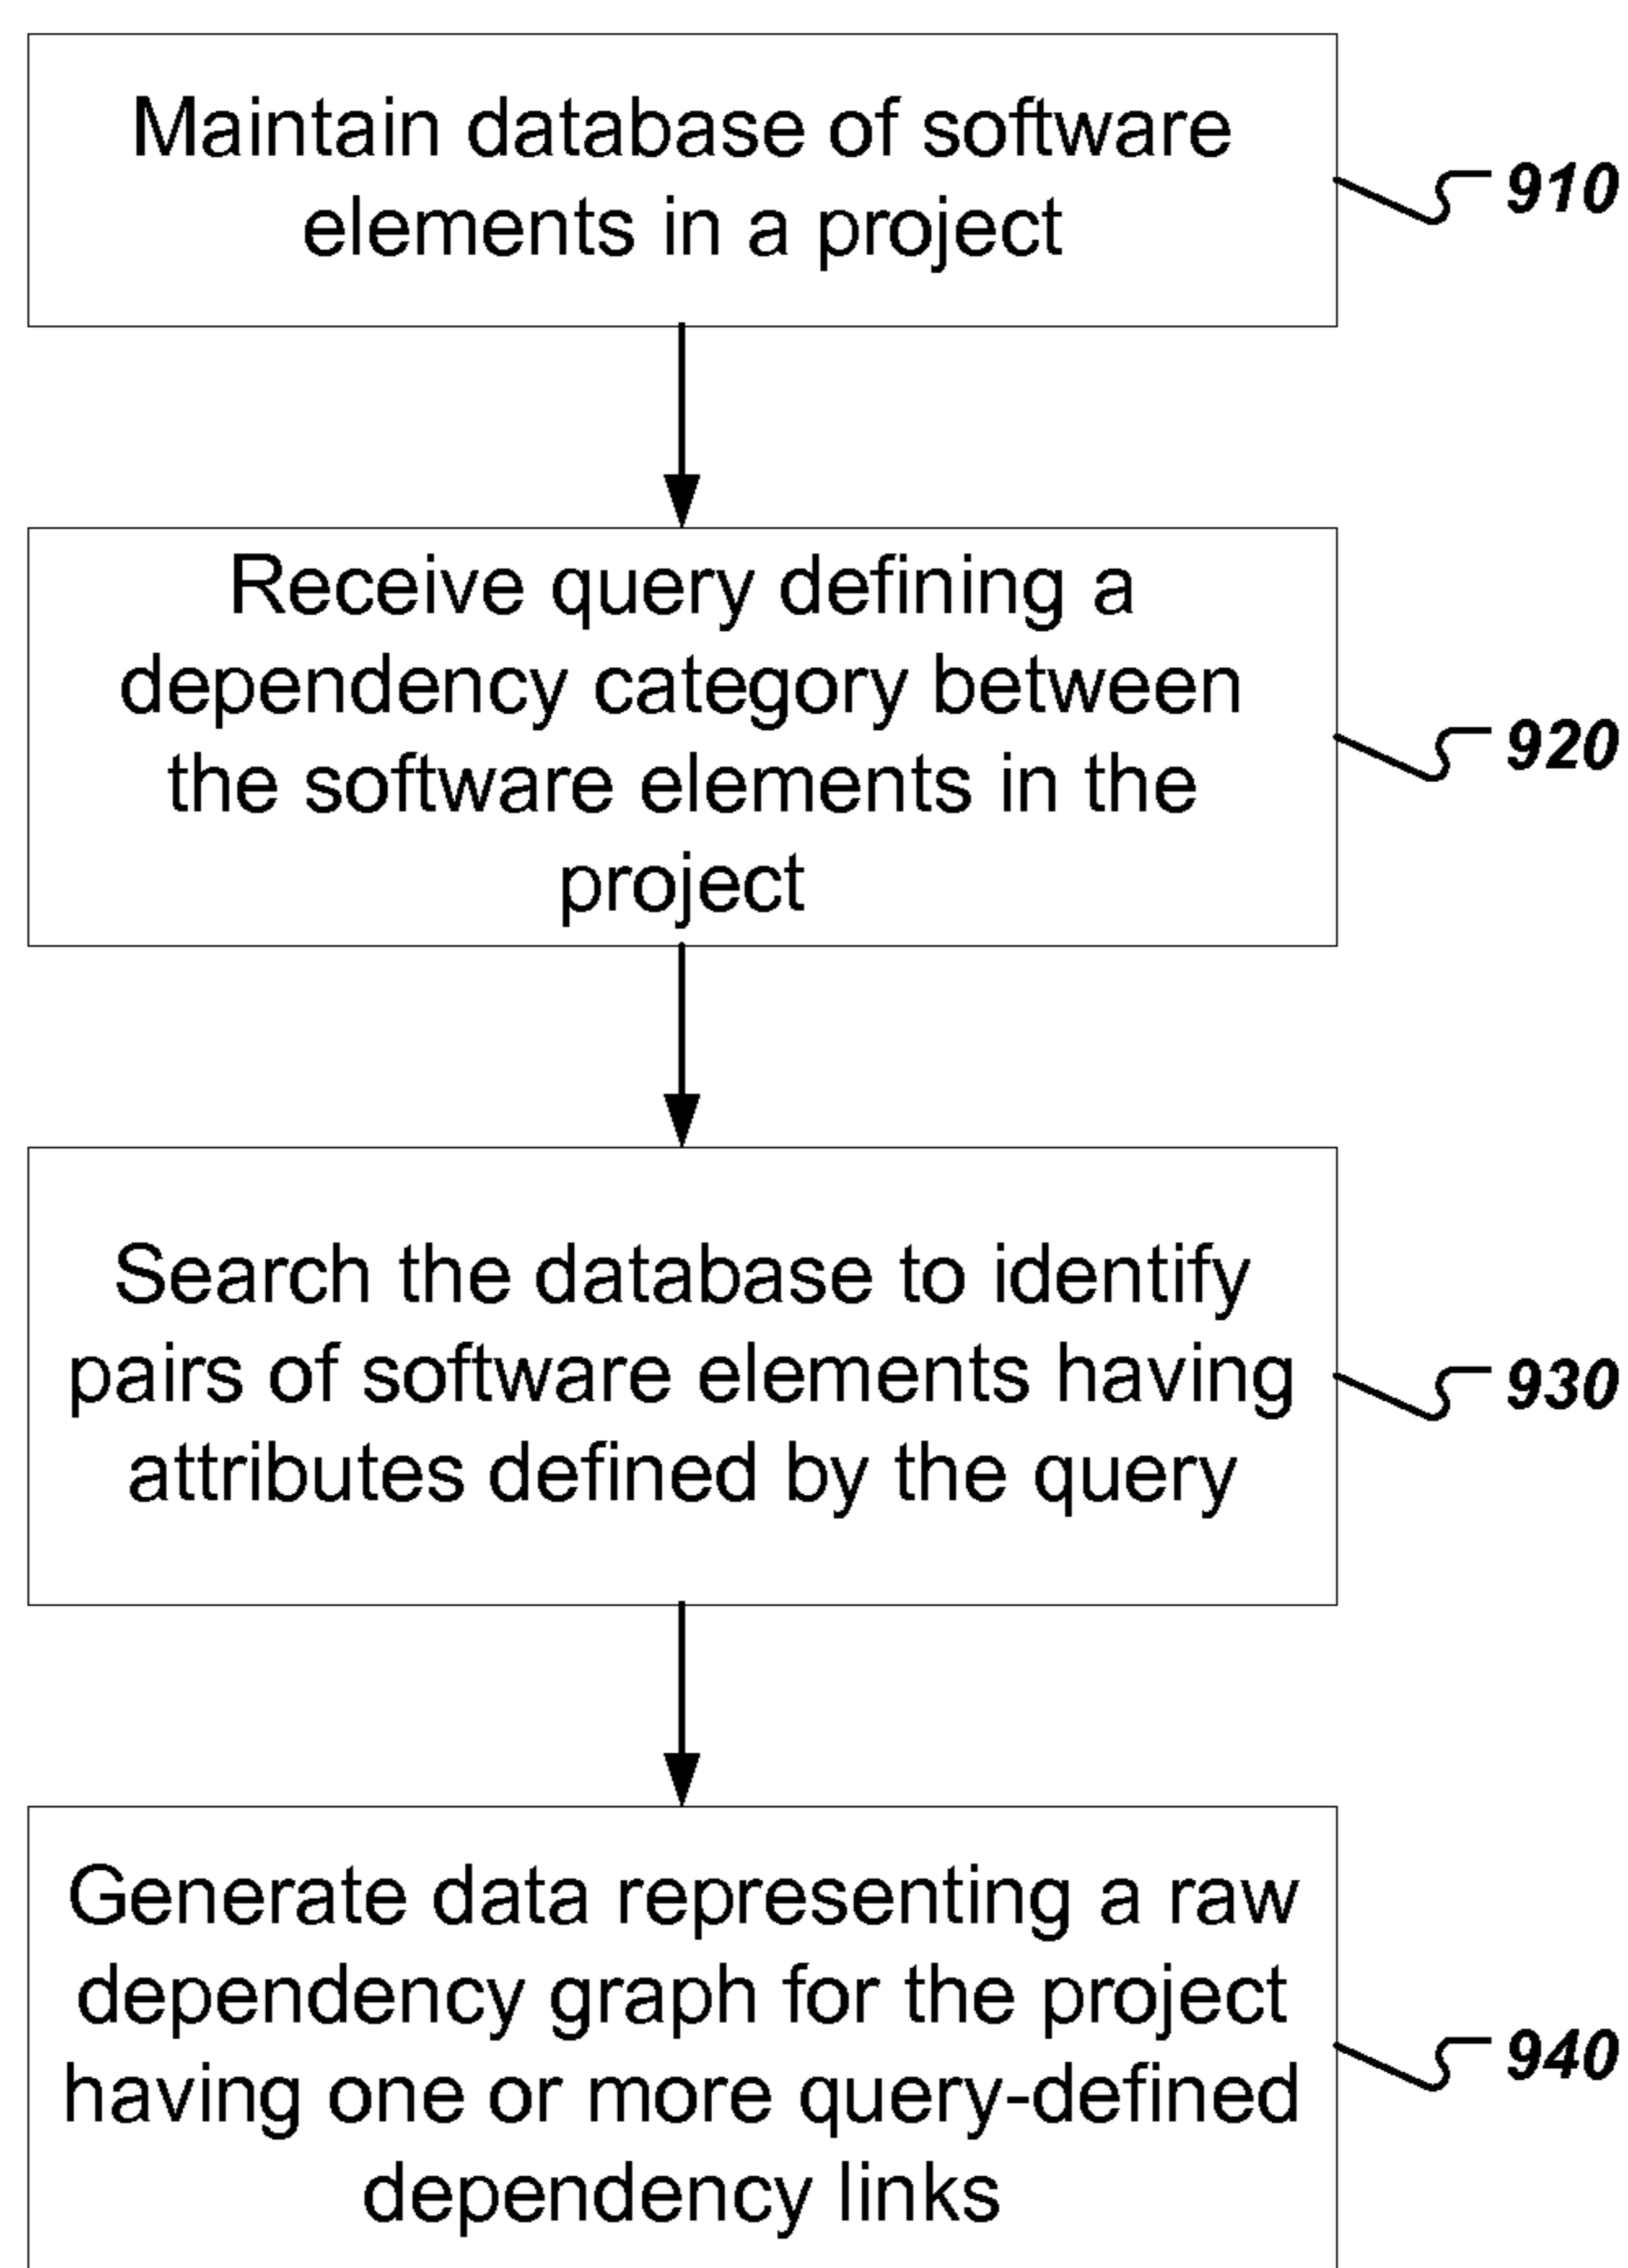 Maintain database of software
elements in a project
910
Receive query defining a
dependency category between
the software elements in the
project
920
Search the database to identify
pairs of software elements having
attributes defined by the query
930
Generate data representing a raw
dependency graph for the project
having one or more query-defined
dependency links
940